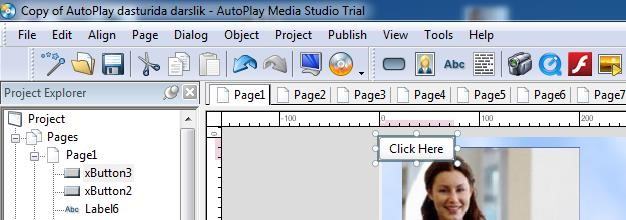 Copy of AutoPlay dasturida darslik - AutoPlay Media Studio Trial
File Edit Align Page Dialog Object Project Publish View Tools Help
Abc
Project Explorer
Page1 Page2 Page3 Page4 Page5 Page6 Page7
-100 0 100 200
Project
Pages
Page1
xButton3
xButton2
Abc Label6
Click Here